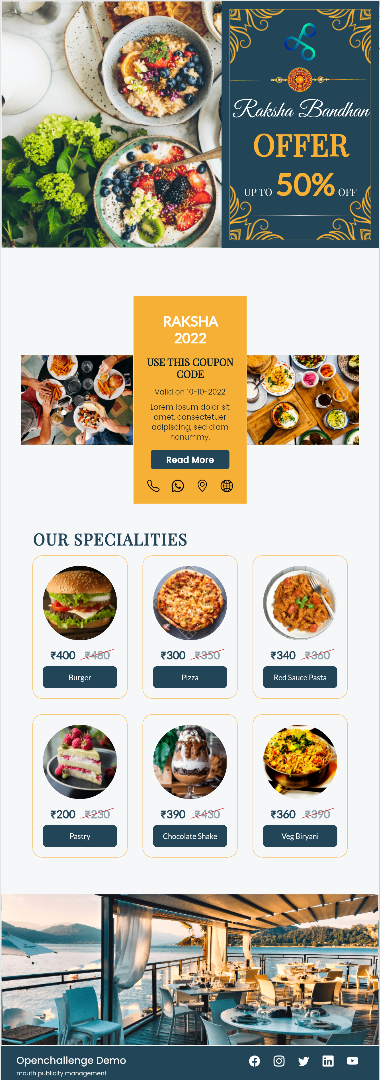 Raksha Bandhan
OFFER
UP TO 50% OFF
RAKSHA
2022
USE THIS COUPON
CODE
Valid on 10-10-2022
Lorem ipsum dolor sit
amet, consectetuer
adipiscing, sed diam
nonummy.
Read More
OUR SPECIALITIES
₹400 ₹480
Burger
₹300 ₹350
Pizza
₹340 ₹360
Red Sauce Pasta
₹200 ₹230
Pastry
₹390 ₹430
Chocolate Shake
₹360 ₹390
Veg Biryani
Openchallenge Demo
mouth publicity management